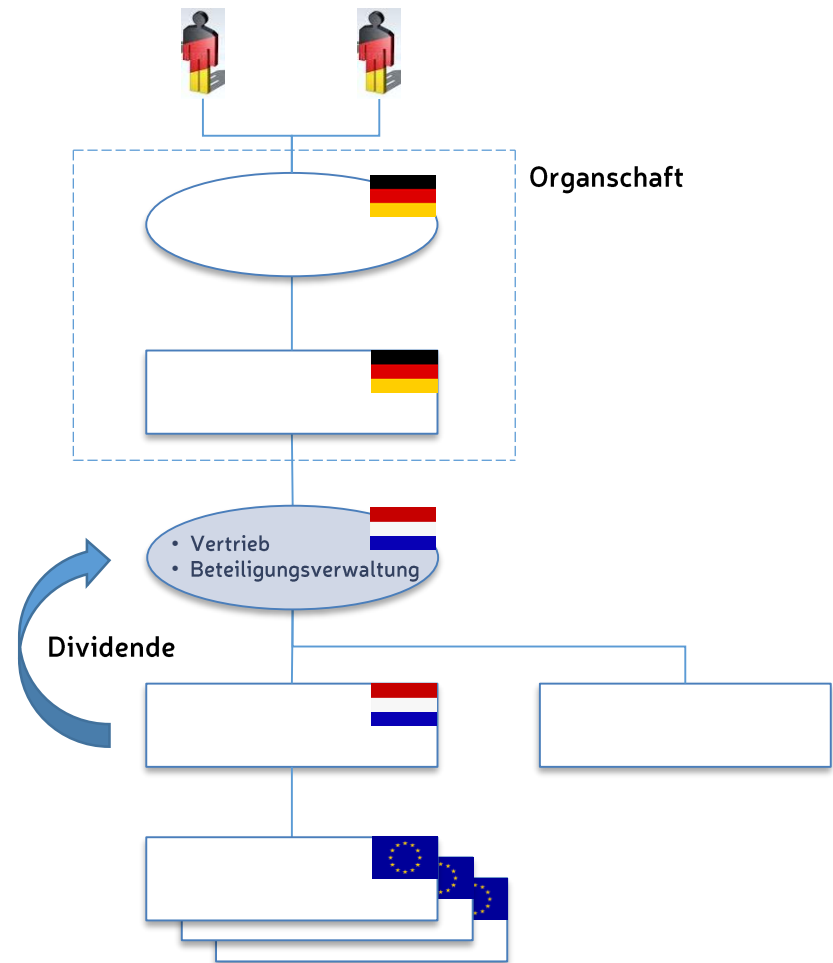 Organschaft
• Vertrieb
• Beteiligungsverwaltung
Dividende